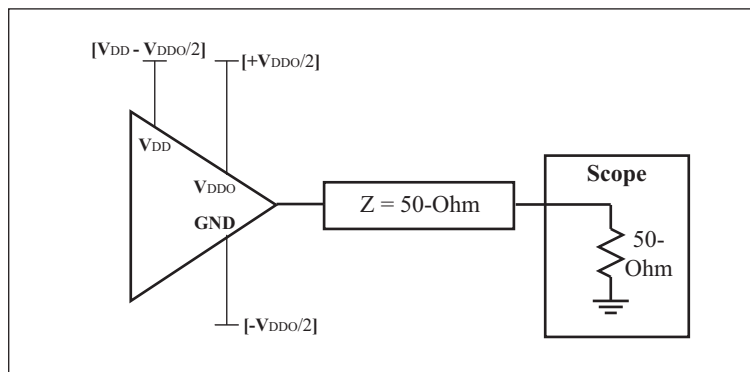 [VDD - VDDO/2]
[+VDDO/2]
VDD
VDDO
GND
[-VDDO/2]
Z = 50-Ohm
Scope
50-
Ohm